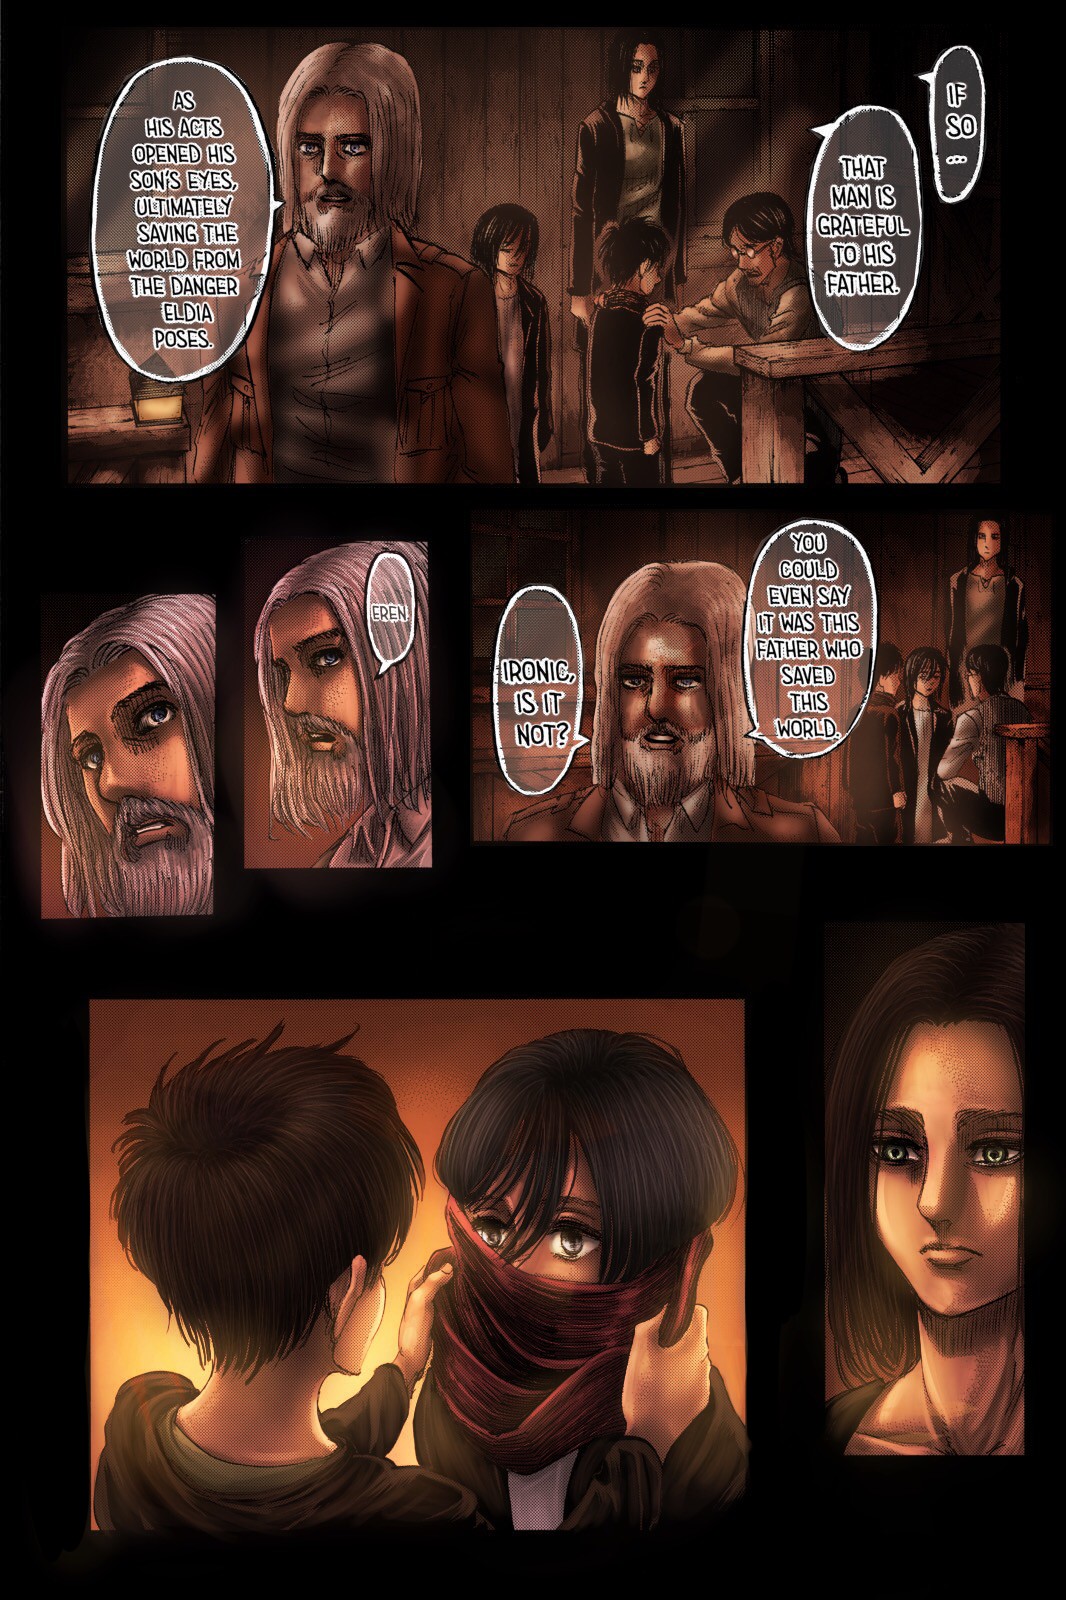 IF
SO
...
THAT
MAN IS
GRATEFUL
TO HIS
FATHER.
AS
HIS ACTS
OPENED HIS
SON'S EYES,
ULTIMATELY
SAVING THE
WORLD FROM
THE DANGER
ELDIA
POSES.
YOU
COULD
EVEN SAY
IT WAS THIS
FATHER WHO
SAVED
THIS
WORLD.
IRONIC,
IS IT
NOT?
EREN.